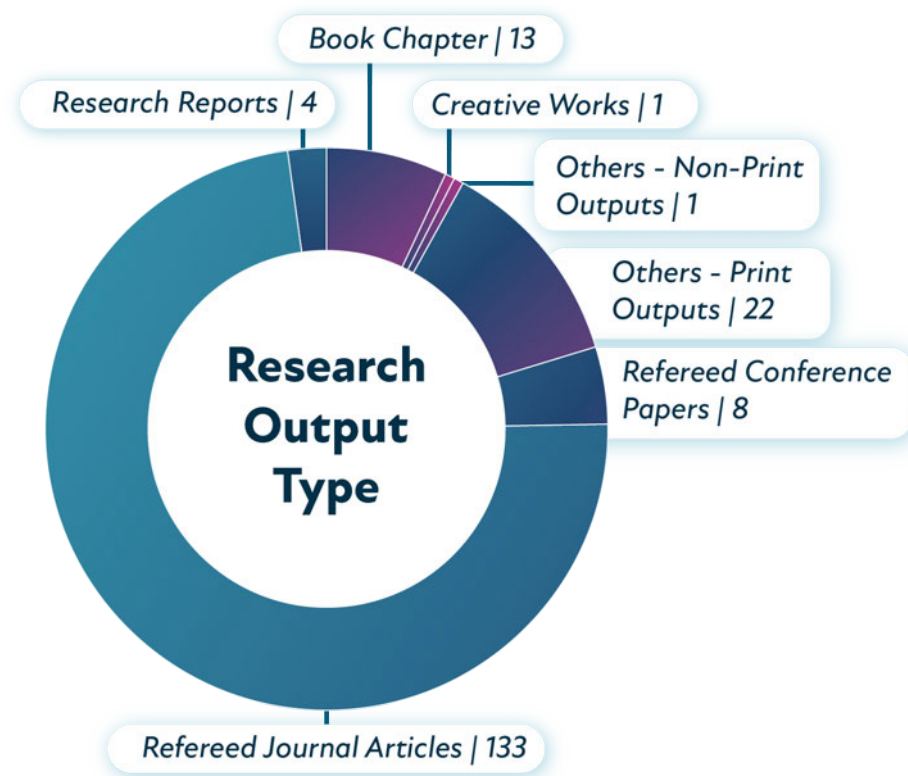 Book Chapter | 13
Research Reports | 4
Creative Works | 1
Others - Non-Print
Outputs | 1
Others - Print
Outputs | 22
Refereed Conference
Papers | 8
Research
Output
Type
Refereed Journal Articles | 133